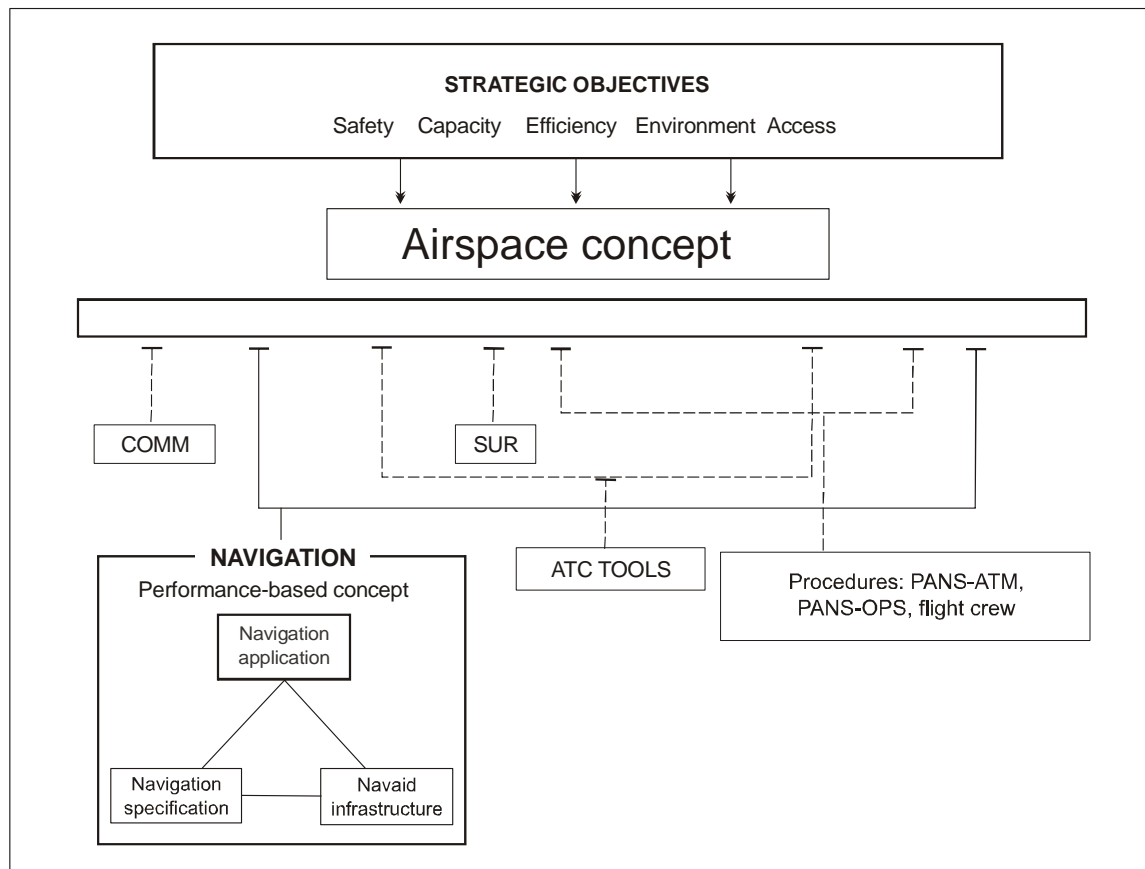 STRATEGIC OBJECTIVES
Safety Capacity Efficiency Environment Access
Airspace concept
COMM
SUR
NAVIGATION
Performance-based concept
Navigation
application
Navigation
specification
Navaid
infrastructure
ATC TOOLS
Procedures: PANS-ATM,
PANS-OPS, flight crew